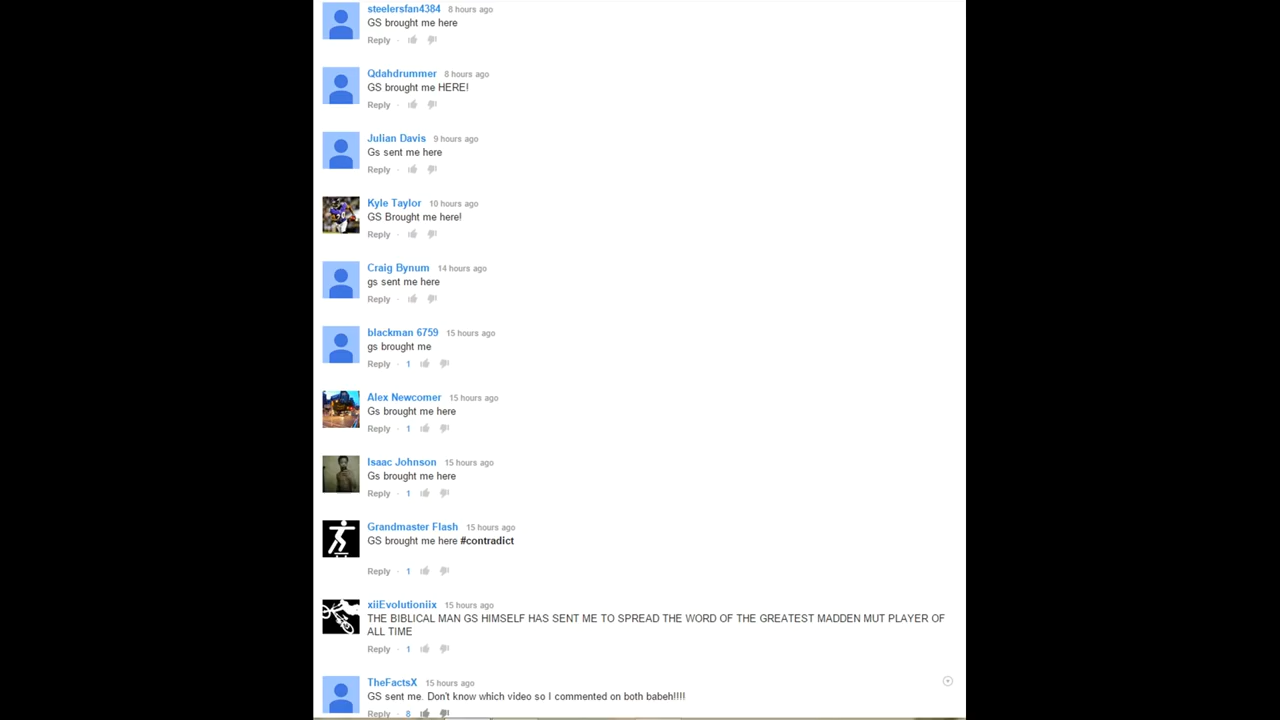 steelersfan4384 8 hours ago
GS brought me here
Reply ·
Qdahdrummer 8 hours ago
GS brought me HERE!
Reply ·
Julian Davis 9 hours ago
Gs sent me here
Reply ·
Kyle Taylor 10 hours ago
GS Brought me here!
Reply ·
Craig Bynum 14 hours ago
gs sent me here
Reply ·
blackman 6759 15 hours ago
gs brought me
Reply · 1
Alex Newcomer 15 hours ago
Gs brought me here
Reply · 1
Isaac Johnson 15 hours ago
Gs brought me here
Reply · 1
Grandmaster Flash 15 hours ago
GS brought me here #contradict
Reply · 1
xiiEvolutioniix 15 hours ago
THE BIBLICAL MAN GS HIMSELF HAS SENT ME TO SPREAD THE WORD OF THE GREATEST MADDEN MUT PLAYER OF
ALL TIME
Reply · 1
TheFactsX 15 hours ago
GS sent me. Don't know which video so I commented on both babeh!!!!
Reply · 8